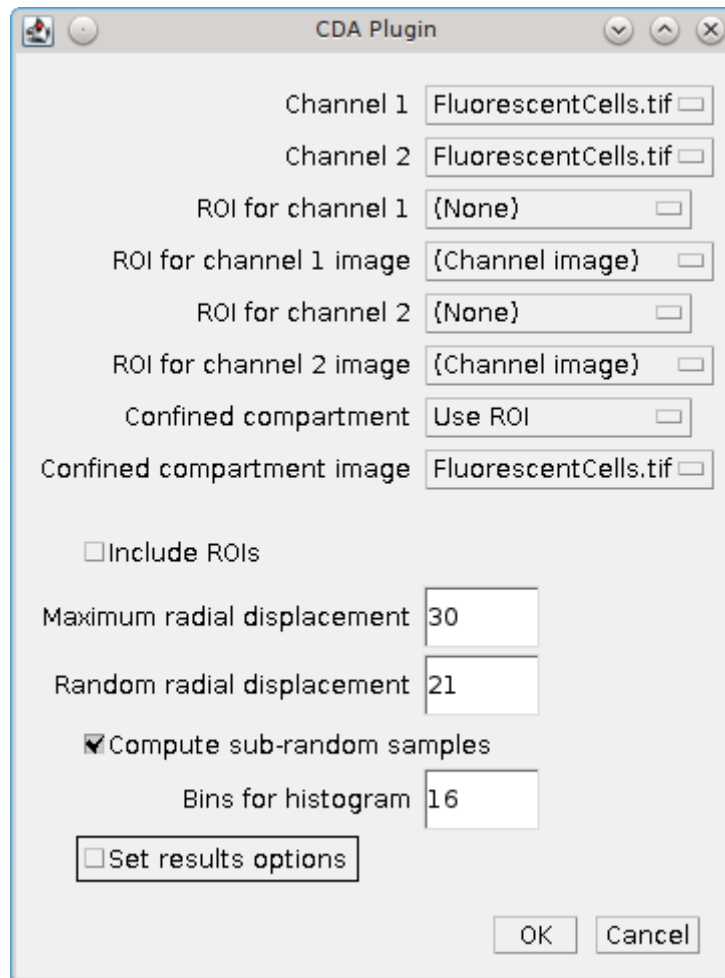 CDA Plugin
Channel 1 FluorescentCells.tif
Channel 2 FluorescentCells.tif
ROI for channel 1 (None)
ROI for channel 1 image (Channel image)
ROI for channel 2 (None)
ROI for channel 2 image (Channel image)
Confined compartment Use ROI
Confined compartment image FluorescentCells.tif
Include ROIs
Maximum radial displacement 30
Random radial displacement 21
Compute sub-random samples
Bins for histogram 16
Set results options
OK Cancel